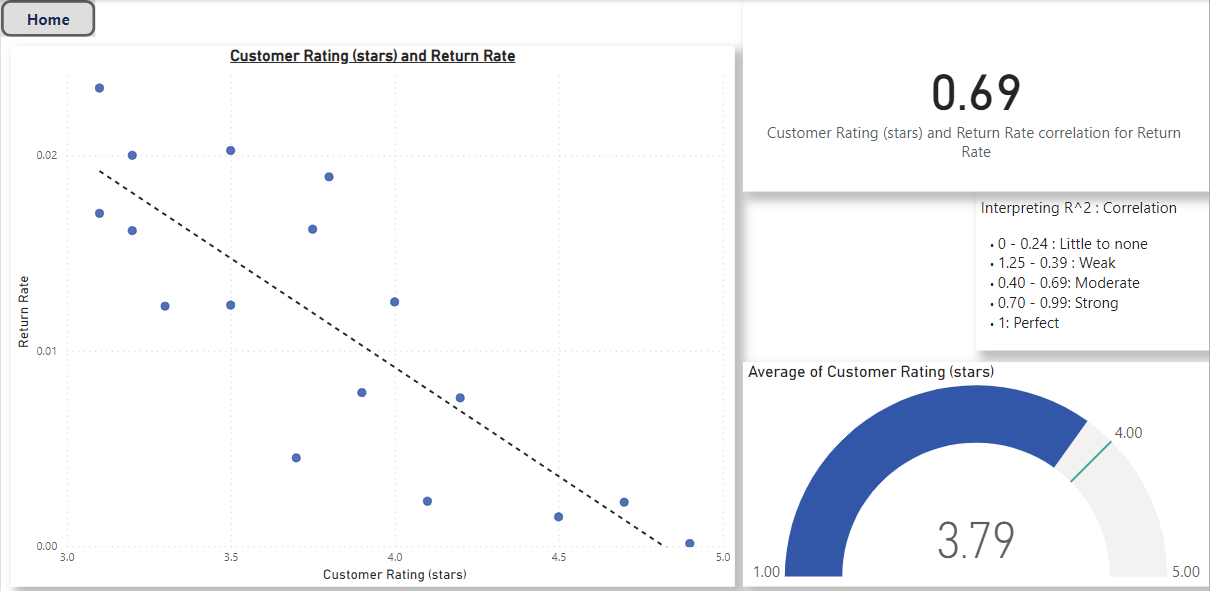 Home
Customer Rating (stars) and Return Rate
Return Rate
0.02
0.01
0.00
3.0
3.5
4.0
4.5
5.0
Customer Rating (stars)
0.69
Customer Rating (stars) and Return Rate correlation for Return
Rate
Interpreting R^2 : Correlation
• 0 - 0.24 : Little to none
• 1.25 - 0.39 : Weak
• 0.40 - 0.69: Moderate
• 0.70 - 0.99: Strong
• 1: Perfect
Average of Customer Rating (stars)
4.00
3.79
1.00
5.00